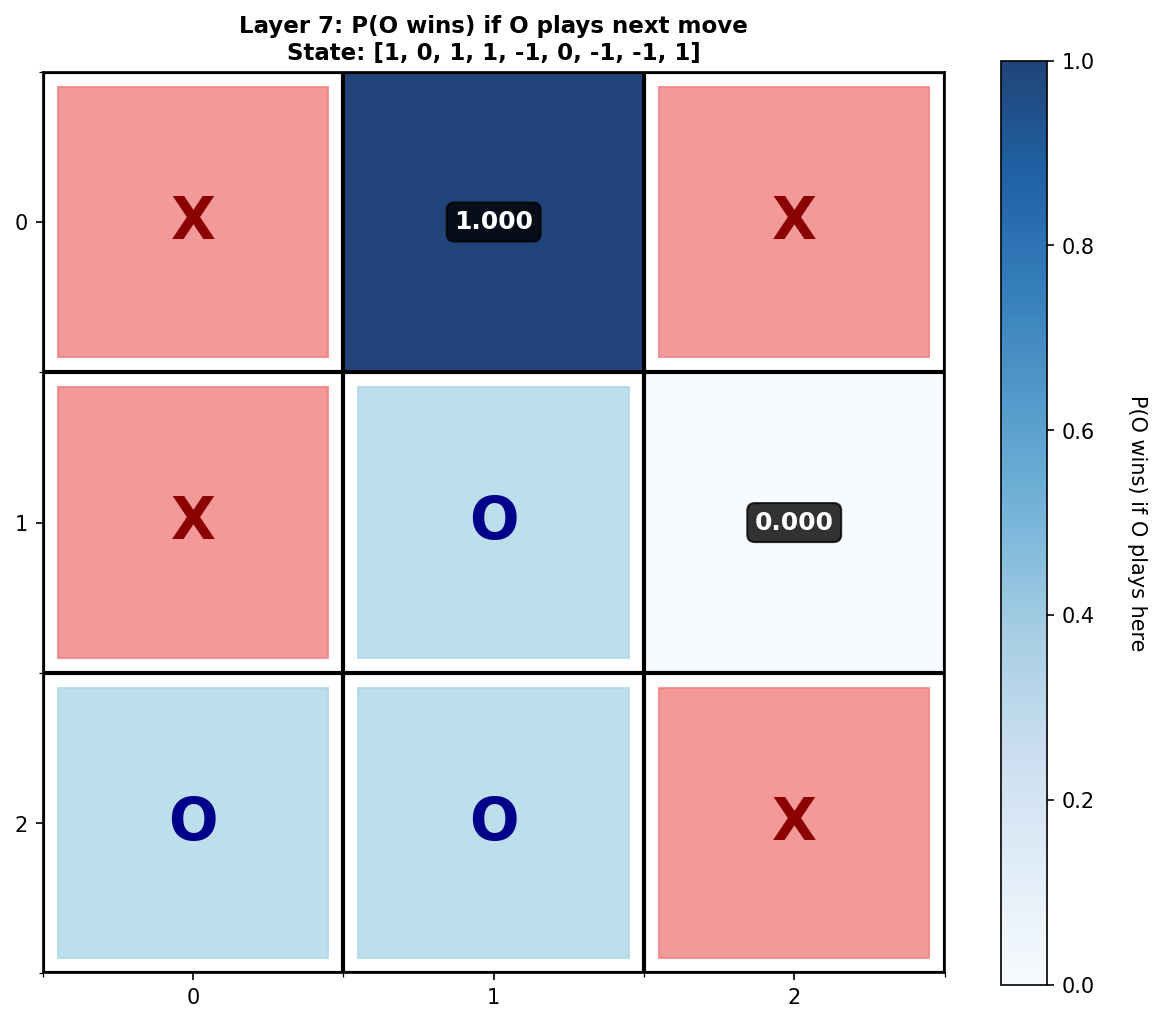 Layer 7: P(O wins) if O plays next move
State: [1, 0, 1, 1, -1, 0, -1, -1, 1]
X
1.000
X
X
O
0.000
O
O
X
0
1
2
0
1
2
1.0
0.8
0.6
0.4
0.2
0.0
P(O wins) if O plays here